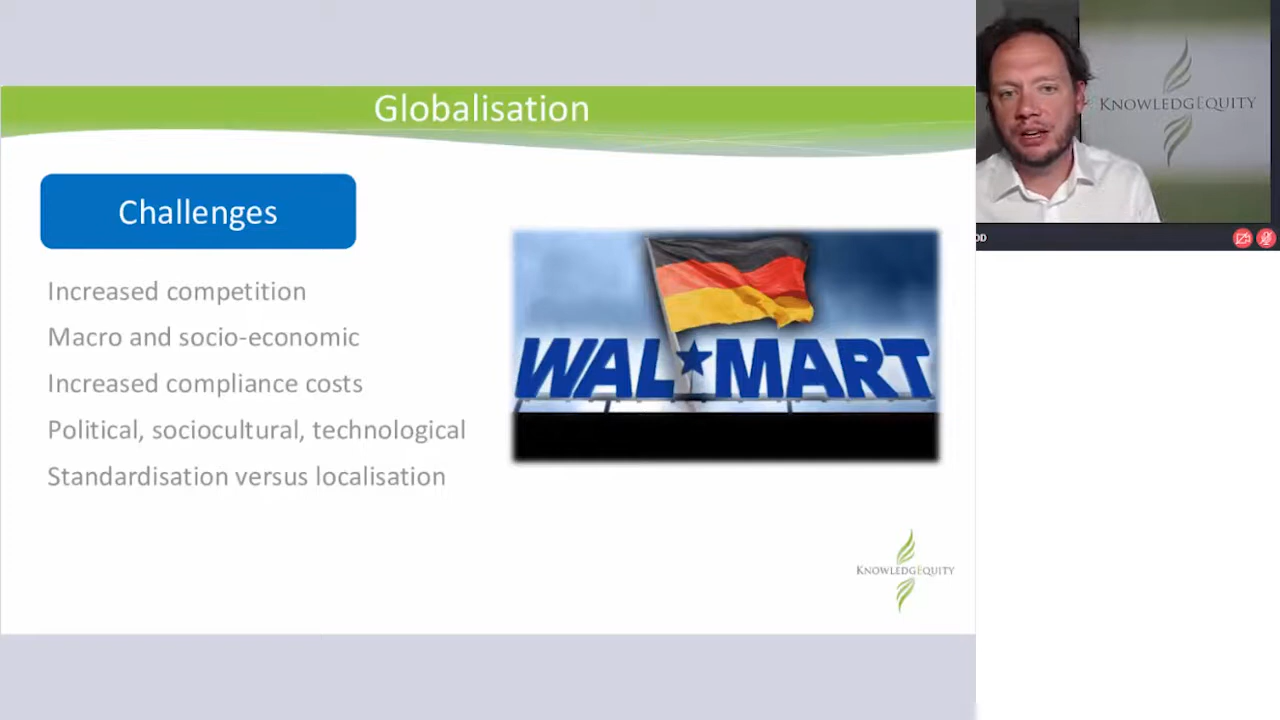 Globalisation
Challenges
Increased competition
Macro and socio-economic
Increased compliance costs
Political, sociocultural, technological
Standardisation versus localisation
WAL★MART
KNOWLEDGEQUITY
KNOWLEDGEQUITY
OD